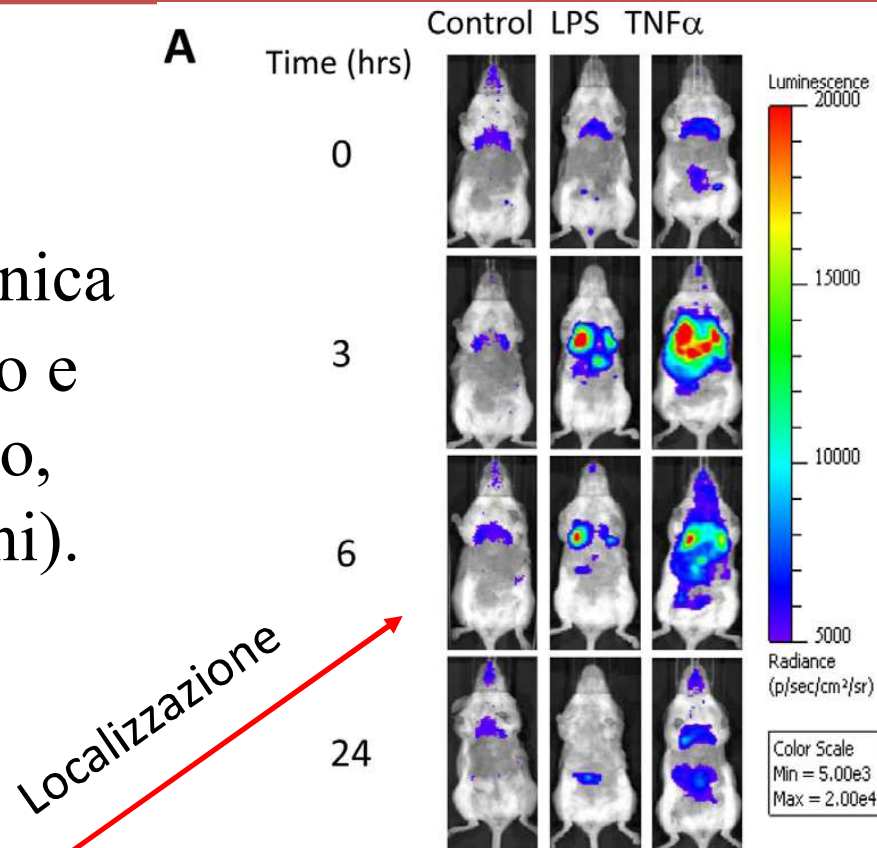 A
Control LPS TNFα
Time (hrs)
0
3
6
24
nica
o e
o,
ni).
Localizzazione
Luminescence
20000
15000
10000
5000
Radiance
(p/sec/cm²/sr)
Color Scale
Min = 5.00e3
Max = 2.00e4